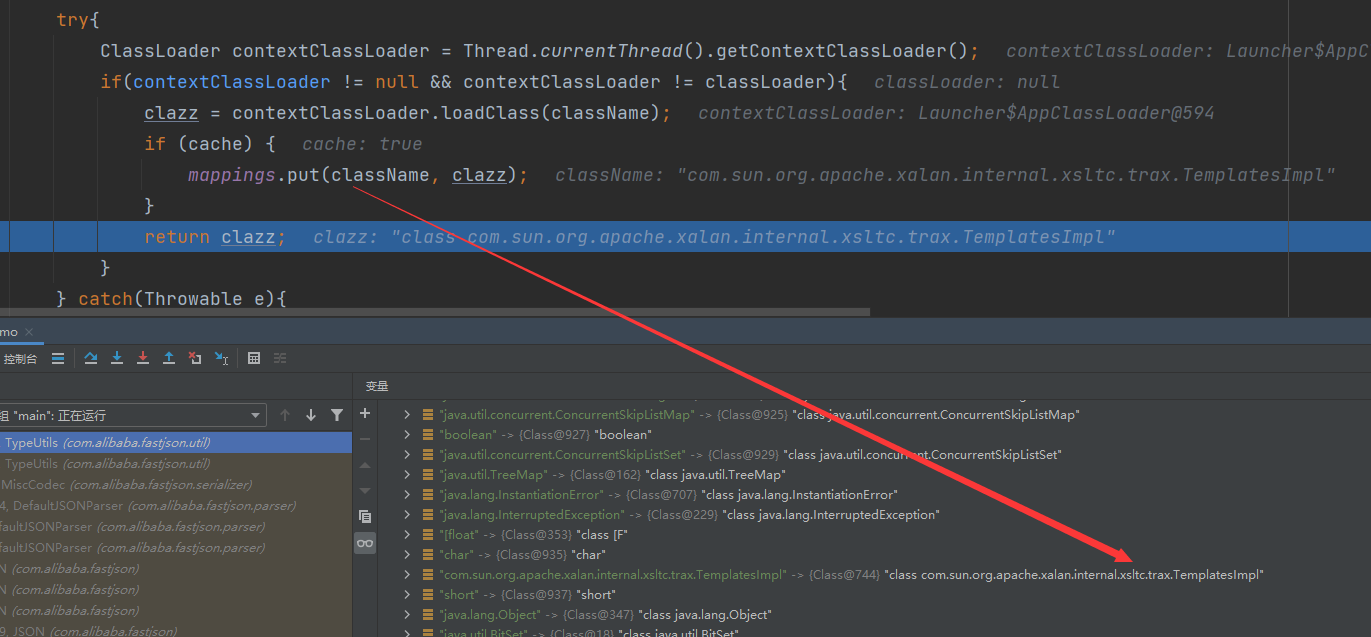 try{
ClassLoader contextClassLoader = Thread.currentThread().getContextClassLoader(); contextClassLoader: Launcher$AppC
if(contextClassLoader != null && contextClassLoader != classLoader){ classLoader: null
clazz = contextClassLoader.loadClass(className); contextClassLoader: Launcher$AppClassLoader@594
if (cache) { cache: true
mappings.put(className, clazz); className: "com.sun.org.apache.xalan.internal.xsltc.trax.TemplatesImpl"
}
return clazz; clazz: "class com.sun.org.apache.xalan.internal.xsltc.trax.TemplatesImpl"
}
} catch(Throwable e){
mo ×
控制台
变量
组 "main": 正在运行
TypeUtils (com.alibaba.fastjson.util)
TypeUtils (com.alibaba.fastjson.util)
MiscCodec (com.alibaba.fastjson.serializer)
4, DefaultJSONParser (com.alibaba.fastjson.parser)
faultJSONParser (com.alibaba.fastjson.parser)
faultJSONParser (com.alibaba.fastjson.parser)
N (com.alibaba.fastjson)
N (com.alibaba.fastjson)
N (com.alibaba.fastjson)
9, JSON (com.alibaba.fastjson)
"java.util.concurrent.ConcurrentSkipListMap" -> {Class@925} "class java.util.concurrent.ConcurrentSkipListMap"
"boolean" -> {Class@927} "boolean"
"java.util.concurrent.ConcurrentSkipListSet" -> {Class@929} "class java.util.concurrent.ConcurrentSkipListSet"
"java.util.TreeMap" -> {Class@162} "class java.util.TreeMap"
"java.lang.InstantiationError" -> {Class@707} "class java.lang.InstantiationError"
"java.lang.InterruptedException" -> {Class@229} "class java.lang.InterruptedException"
"[float" -> {Class@353} "class [F"
"char" -> {Class@935} "char"
"com.sun.org.apache.xalan.internal.xsltc.trax.TemplatesImpl" -> {Class@744} "class com.sun.org.apache.xalan.internal.xsltc.trax.TemplatesImpl"
"short" -> {Class@937} "short"
"java.lang.Object" -> {Class@347} "class java.lang.Object"
"java.util.BitSet" -> {Class@18} "class java.util.BitSet"